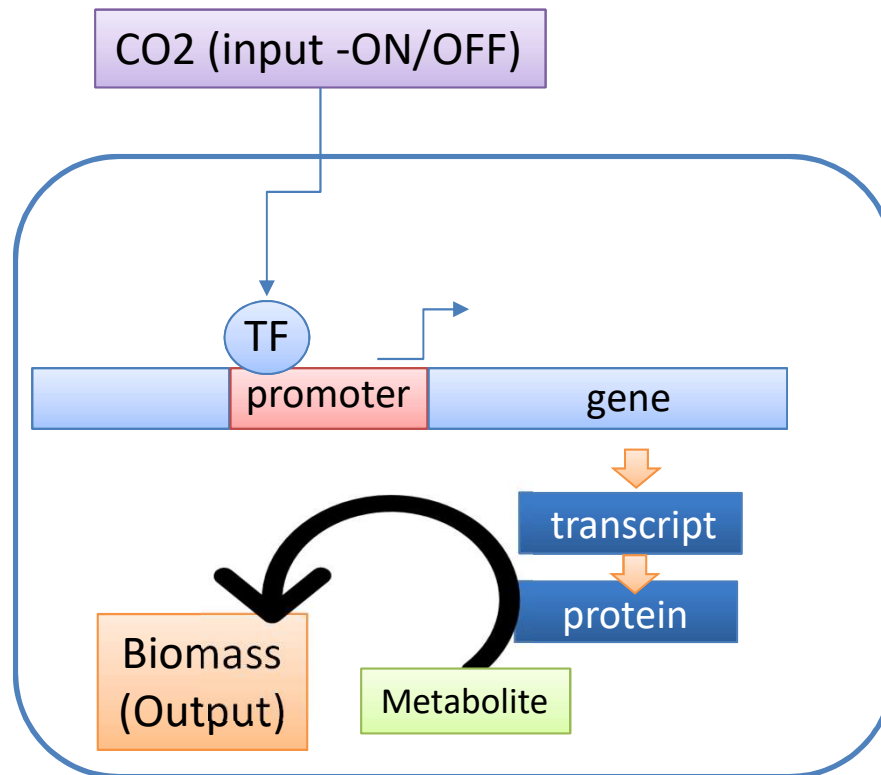 CO2 (input -ON/OFF)
TF
promoter
gene
transcript
protein
Biomass
(Output)
Metabolite